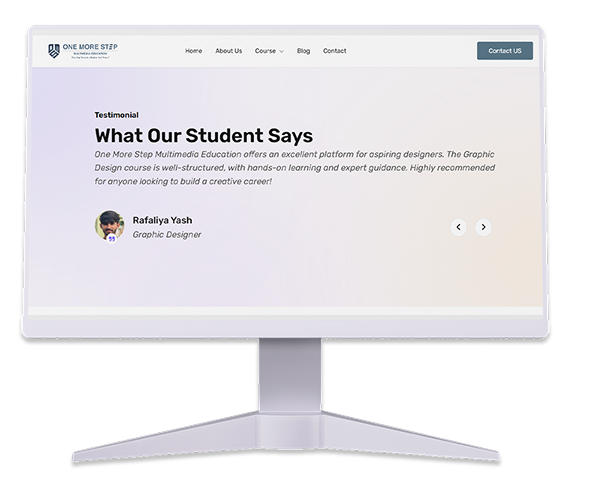 ONE MORE STEP
MULTIMEDIA EDUCATION
Home About Us Course Blog Contact
Contact US
Testimonial
What Our Student Says
One More Step Multimedia Education offers an excellent platform for aspiring designers. The Graphic
Design course is well-structured, with hands-on learning and expert guidance. Highly recommended
for anyone looking to build a creative career!
Rafaliya Yash
Graphic Designer